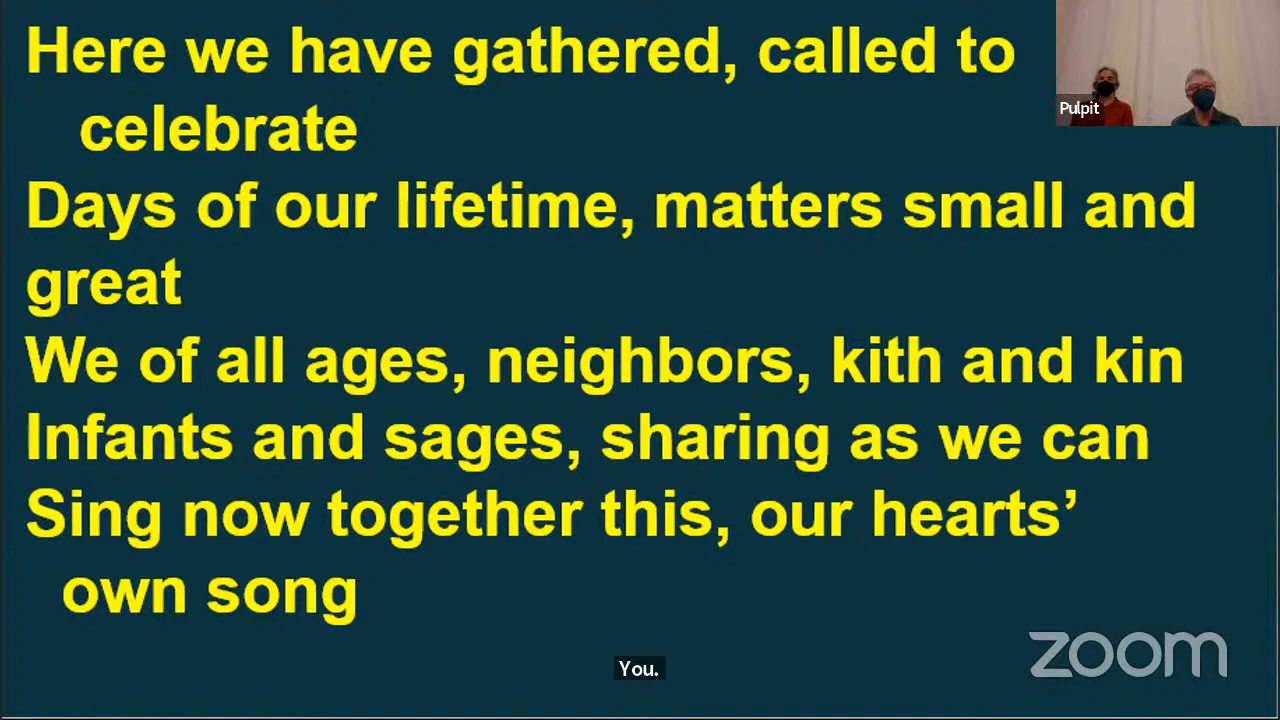 Here we have gathered, called to
celebrate
Days of our lifetime, matters small and
great
We of all ages, neighbors, kith and kin
Infants and sages, sharing as we can
Sing now together this, our hearts’
own song
Pulpit
zoom
You.